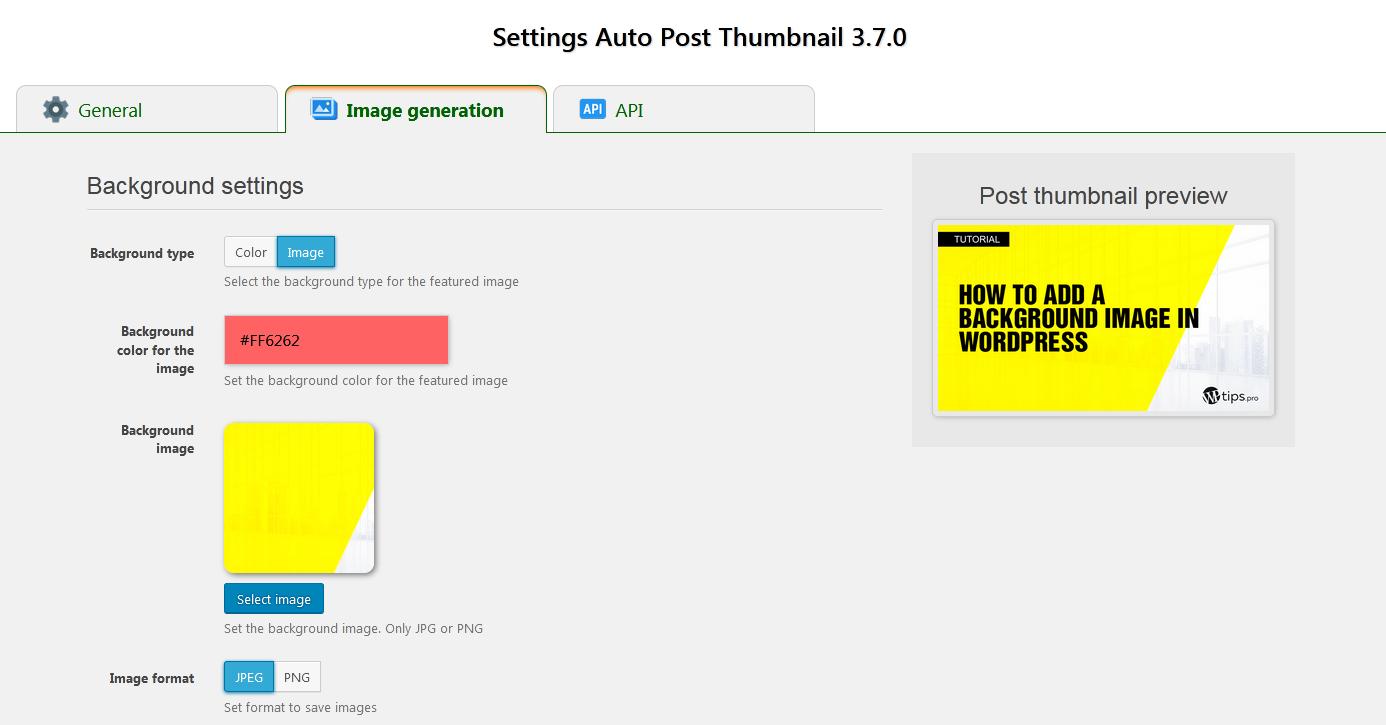 Settings Auto Post Thumbnail 3.7.0
General
Image generation
API API
Background settings
Background type
Color
Image
Select the background type for the featured image
Background
color for the
image
#FF6262
Set the background color for the featured image
Background
image
Select image
Set the background image. Only JPG or PNG
Image format
JPEG
PNG
Set format to save images
Post thumbnail preview
TUTORIAL
HOW TO ADD A
BACKGROUND IMAGE IN
WORDPRESS
WPtips.pro